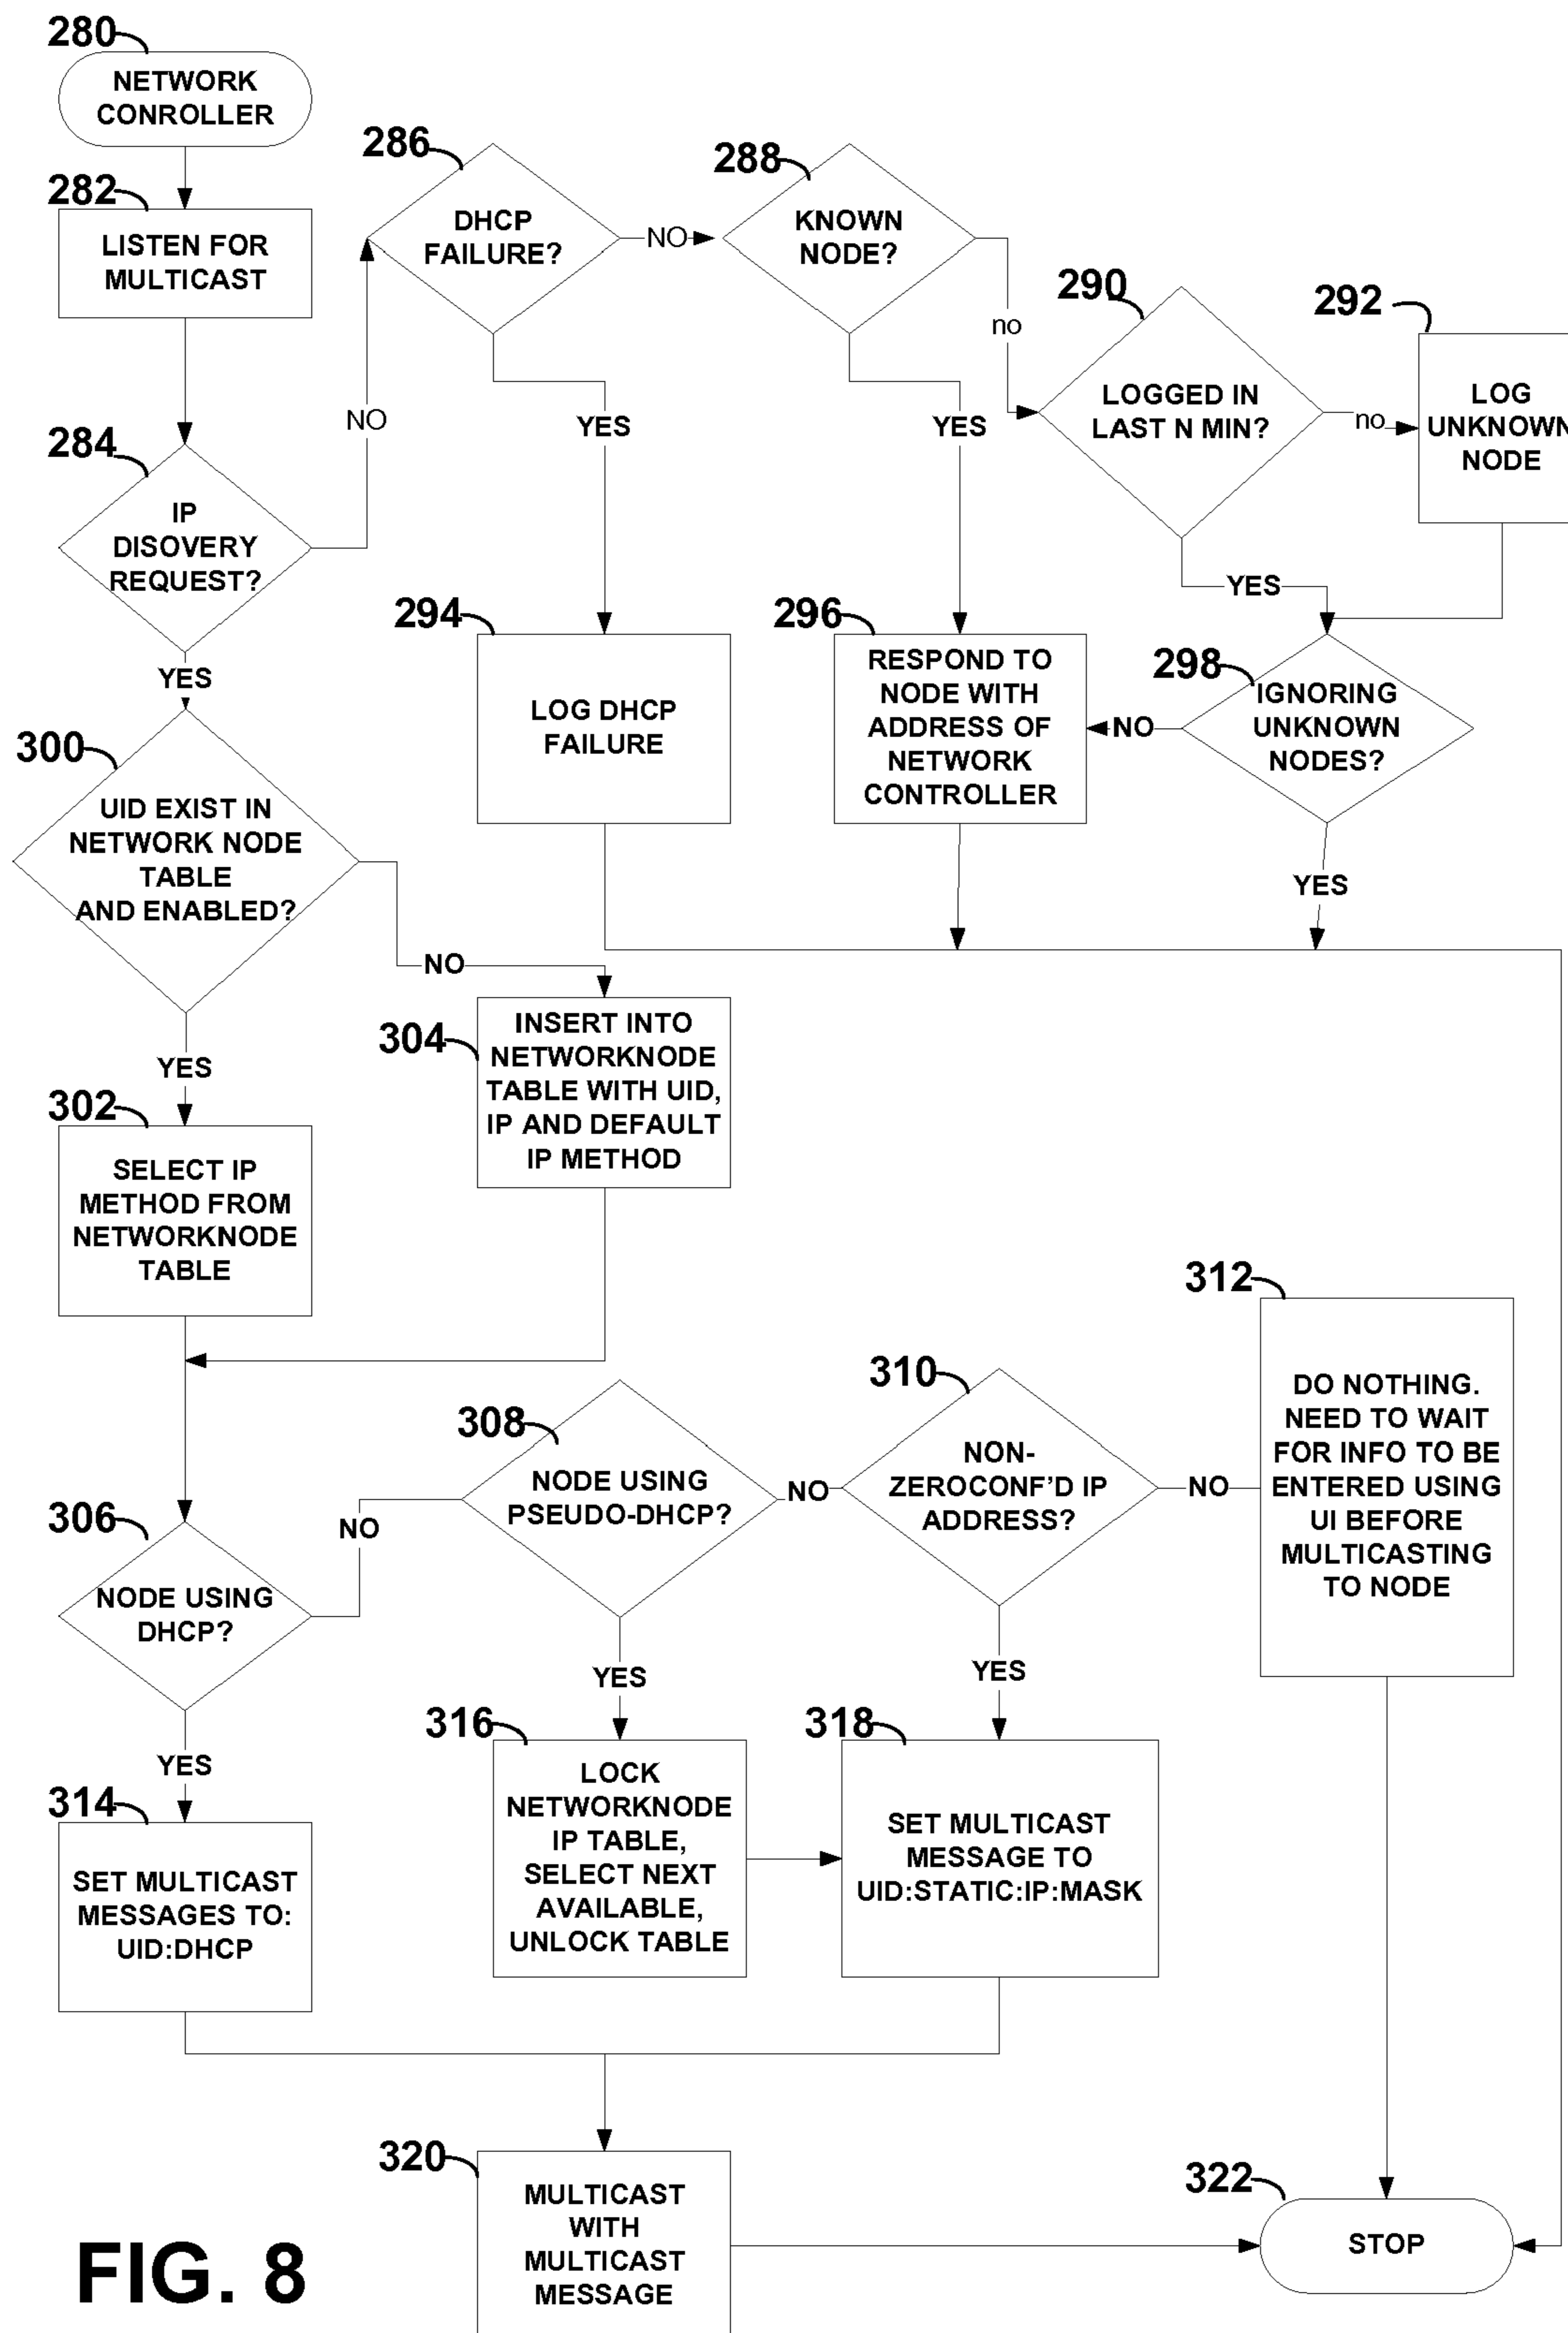 280
NETWORK
CONROLLER
282
LISTEN FOR
MULTICAST
284
IP
DISOVERY
REQUEST?
NO
YES
286
DHCP
FAILURE?
NO
YES
288
KNOWN
NODE?
no
YES
290
LOGGED IN
LAST N MIN?
no
YES
292
LOG
UNKNOWN
NODE
294
LOG DHCP
FAILURE
296
RESPOND TO
NODE WITH
ADDRESS OF
NETWORK
CONTROLLER
298
IGNORING
UNKNOWN
NODES?
NO
YES
300
UID EXIST IN
NETWORK NODE
TABLE
AND ENABLED?
NO
YES
302
SELECT IP
METHOD FROM
NETWORKNODE
TABLE
304
INSERT INTO
NETWORKNODE
TABLE WITH UID,
IP AND DEFAULT
IP METHOD
306
NODE USING
DHCP?
NO
YES
308
NODE USING
PSEUDO-DHCP?
NO
YES
310
NON-
ZEROCONF'D IP
ADDRESS?
NO
YES
312
DO NOTHING.
NEED TO WAIT
FOR INFO TO BE
ENTERED USING
UI BEFORE
MULTICASTING
TO NODE
314
SET MULTICAST
MESSAGES TO:
UID:DHCP
316
LOCK
NETWORKNODE
IP TABLE,
SELECT NEXT
AVAILABLE,
UNLOCK TABLE
318
SET MULTICAST
MESSAGE TO
UID:STATIC:IP:MASK
320
MULTICAST
WITH
MULTICAST
MESSAGE
322
STOP
FIG. 8